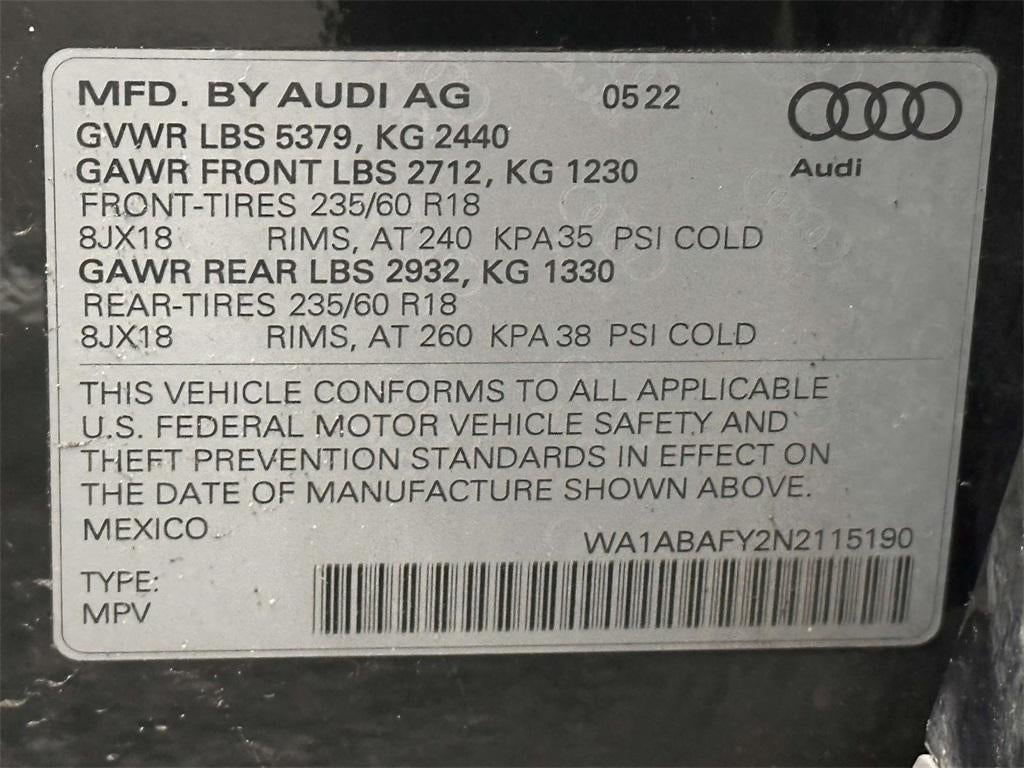 MFD. BY AUDI AG 0522
GVWR LBS 5379, KG 2440
GAWR FRONT LBS 2712, KG 1230
Audi
FRONT-TIRES 235/60 R18
8JX18 RIMS, AT 240 KPA 35 PSI COLD
GAWR REAR LBS 2932, KG 1330
REAR-TIRES 235/60 R18
8JX18 RIMS, AT 260 KPA 38 PSI COLD
THIS VEHICLE CONFORMS TO ALL APPLICABLE
U.S. FEDERAL MOTOR VEHICLE SAFETY AND
THEFT PREVENTION STANDARDS IN EFFECT ON
THE DATE OF MANUFACTURE SHOWN ABOVE.
MEXICO
WA1ABAFY2N2115190
TYPE:
MPV